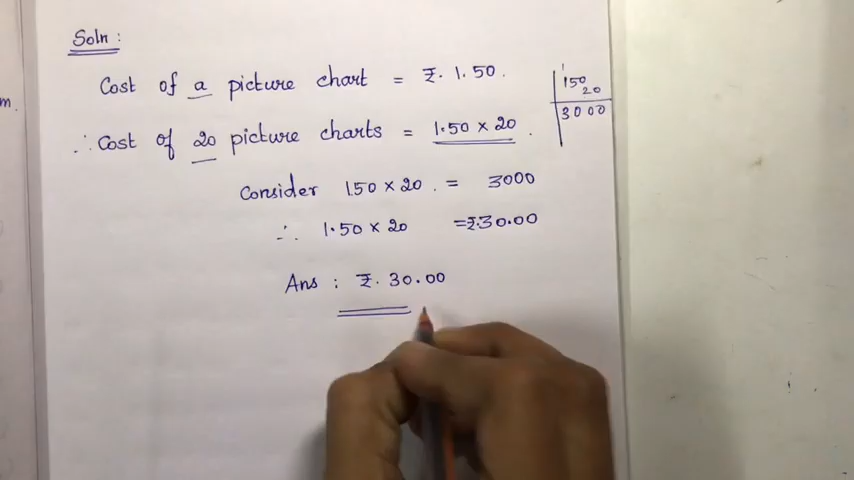 Soln :
Cost of a picture chart = ₹. 1.50.
∴ Cost of 20 picture charts = 1.50 × 20 .
Consider 150 × 20 . = 3000
∴ 1.50 × 20 = ₹.30.00
Ans : ₹. 30.00
1
150
20
3000
m.